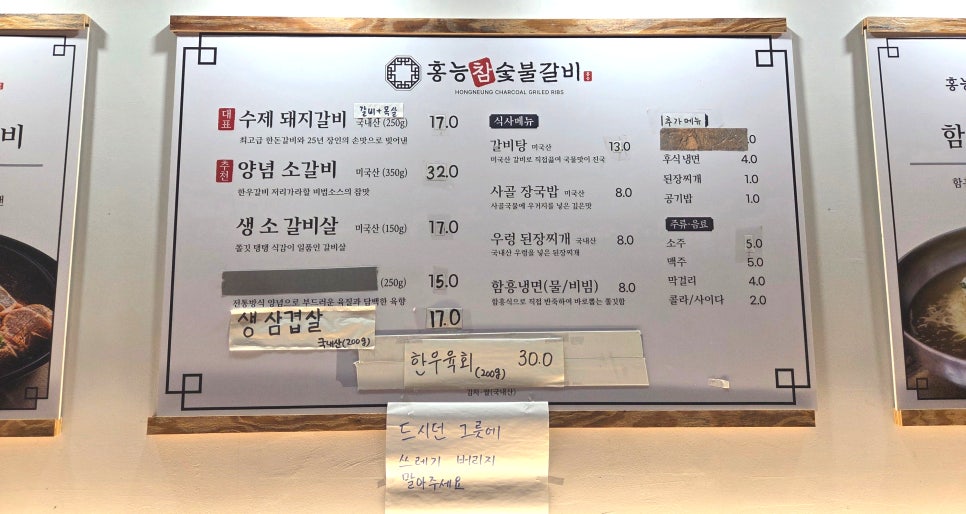 홍능참숯불갈비
HONGNEUNG CHARCOAL GRILED RIBS
대표 수제 돼지갈비 갈비+목살 국내산 (250g) 17.0
최고급 한돈갈비와 25년 장인의 손맛으로 빚어낸
추천 양념 소갈비 미국산 (350g) 32.0
한우갈비 저리가라할 비법소스의 참맛
생 소 갈비살 미국산 (150g) 17.0
쫄깃 탱탱 식감이 일품인 갈비살
(250g) 15.0
전통방식 양념으로 부드러운 육질과 담백한 육향
생 삼겹살 국내산(200g) 17.0
식사메뉴
갈비탕 미국산 13.0
미국산 갈비로 직접끓여 국물맛이 진국
사골 장국밥 미국산 8.0
사골국물에 우거지를 넣은 깊은맛
우렁 된장찌개 국내산 8.0
국내산 우렁을 넣은 된장찌개
함흥냉면(물/비빔) 8.0
함흥식으로 직접 반죽하여 바로뽑는 쫄깃함
추가메뉴
.0
후식냉면 4.0
된장찌개 1.0
공기밥 1.0
주류·음료
소주 5.0
맥주 5.0
막걸리 4.0
콜라/사이다 2.0
한우육회(200g) 30.0
김치·쌀(국내산)
드시던 그릇에
쓰레기 버리지
말아주세요
비
홍능
함